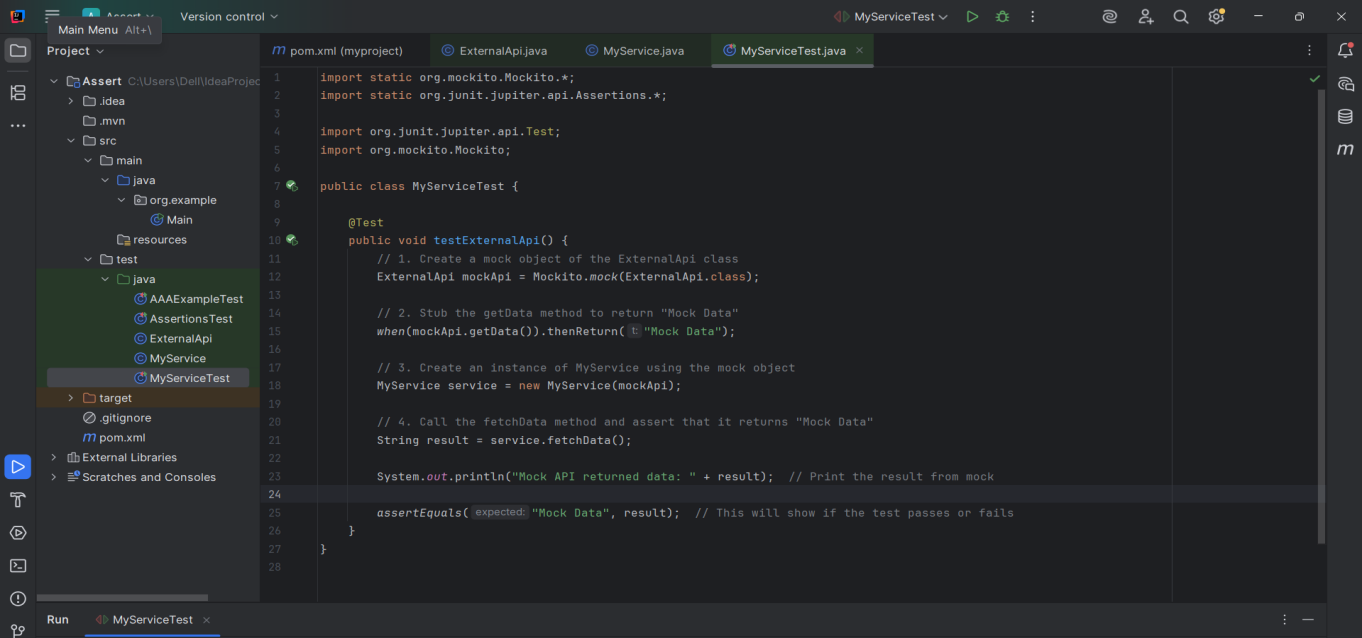 Assert
Version control
MyServiceTest
Main Menu Alt+\
Project
pom.xml (myproject)
ExternalApi.java
MyService.java
MyServiceTest.java
Assert C:\Users\Dell\IdeaProjec
.idea
.mvn
src
main
java
org.example
Main
resources
test
java
AAAExampleTest
AssertionsTest
ExternalApi
MyService
MyServiceTest
target
.gitignore
pom.xml
External Libraries
Scratches and Consoles
1 import static org.mockito.Mockito.*;
2 import static org.junit.jupiter.api.Assertions.*;
3
4 import org.junit.jupiter.api.Test;
5 import org.mockito.Mockito;
6
7 public class MyServiceTest {
8
9 @Test
10 public void testExternalApi() {
11 // 1. Create a mock object of the ExternalApi class
12 ExternalApi mockApi = Mockito.mock(ExternalApi.class);
13
14 // 2. Stub the getData method to return "Mock Data"
15 when(mockApi.getData()).thenReturn( t: "Mock Data");
16
17 // 3. Create an instance of MyService using the mock object
18 MyService service = new MyService(mockApi);
19
20 // 4. Call the fetchData method and assert that it returns "Mock Data"
21 String result = service.fetchData();
22
23 System.out.println("Mock API returned data: " + result); // Print the result from mock
24
25 assertEquals( expected: "Mock Data", result); // This will show if the test passes or fails
26 }
27 }
28
Run
MyServiceTest